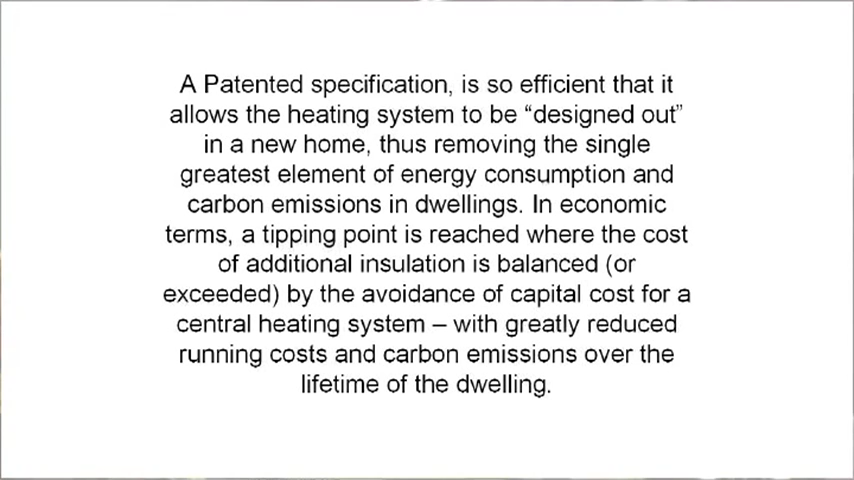 A Patented specification, is so efficient that it
allows the heating system to be “designed out”
in a new home, thus removing the single
greatest element of energy consumption and
carbon emissions in dwellings. In economic
terms, a tipping point is reached where the cost
of additional insulation is balanced (or
exceeded) by the avoidance of capital cost for a
central heating system – with greatly reduced
running costs and carbon emissions over the
lifetime of the dwelling.